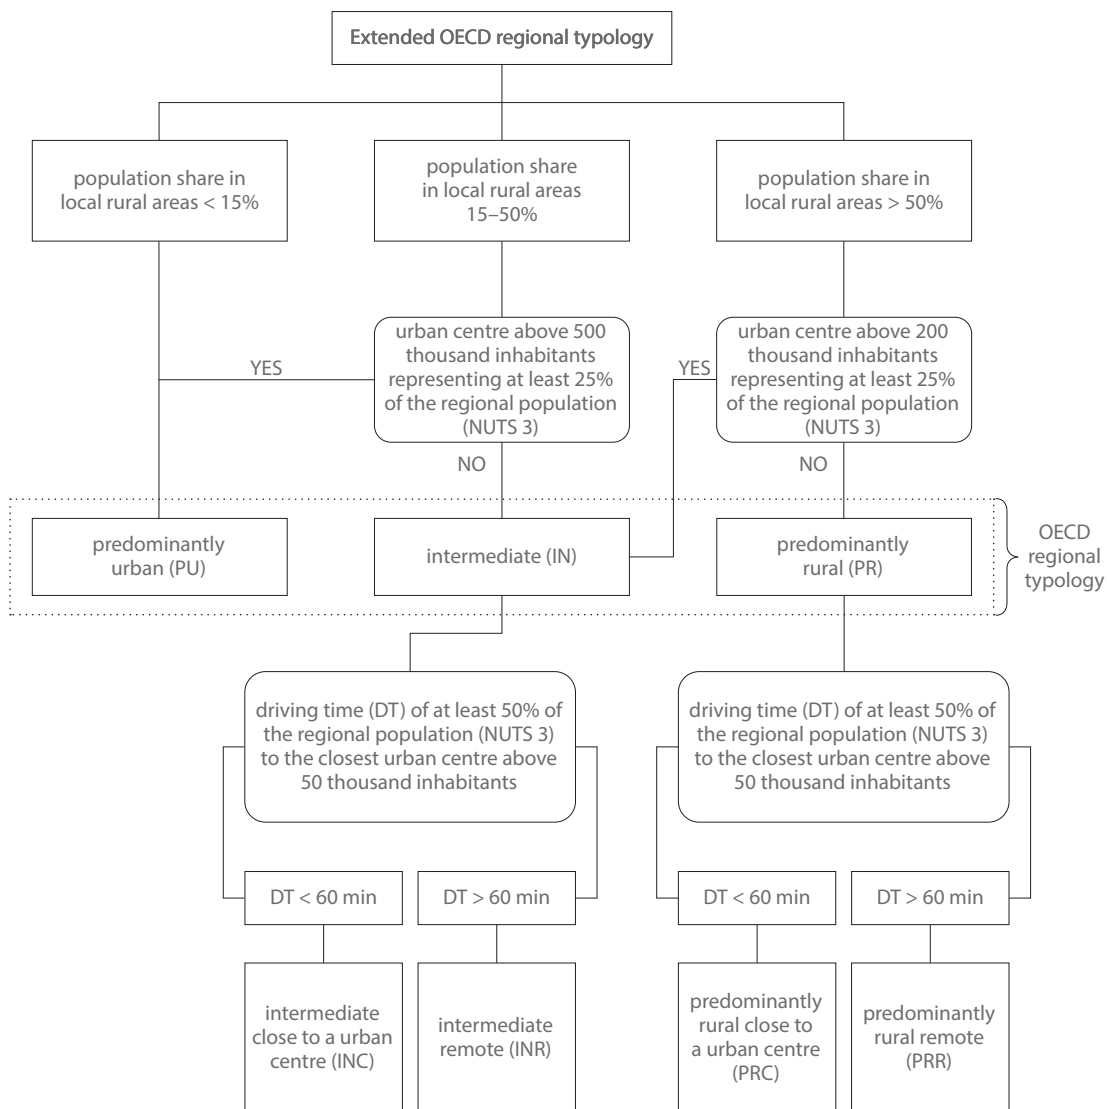 Extended OECD regional typology
population share in
local rural areas < 15%
population share
in local rural areas
15–50%
population share in
local rural areas > 50%
urban centre above 500
thousand inhabitants
representing at least 25%
of the regional population
(NUTS 3)
urban centre above 200
thousand inhabitants
representing at least 25%
of the regional population
(NUTS 3)
YES
YES
NO
NO
predominantly
urban (PU)
intermediate (IN)
predominantly
rural (PR)
OECD
regional
typology
driving time (DT) of at least 50% of
the regional population (NUTS 3)
to the closest urban centre above
50 thousand inhabitants
driving time (DT) of at least 50% of
the regional population (NUTS 3)
to the closest urban centre above
50 thousand inhabitants
DT < 60 min
DT > 60 min
DT < 60 min
DT > 60 min
intermediate
close to a urban
centre (INC)
intermediate
remote (INR)
predominantly
rural close to
a urban centre
(PRC)
predominantly
rural remote
(PRR)